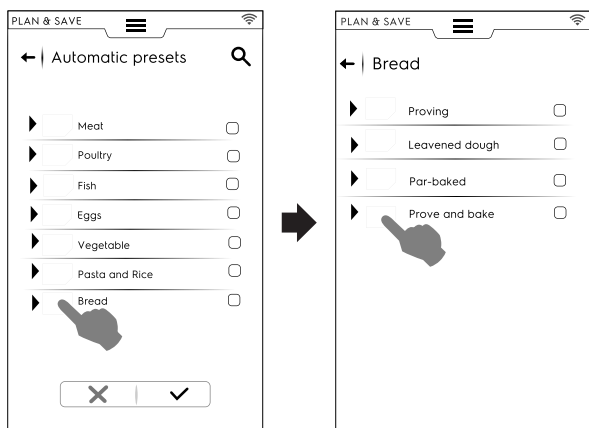 PLAN & SAVE
Automatic presets
Meat
Poultry
Fish
Eggs
Vegetable
Pasta and Rice
Bread
PLAN & SAVE
Bread
Proving
Leavened dough
Par-baked
Prove and bake